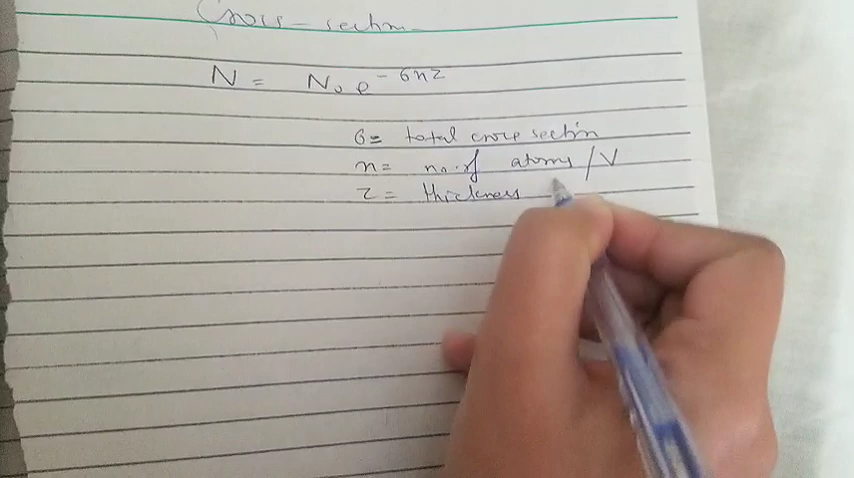 Cross-section
N = N₀ e^-σnz
σ = total cross section
n = no. of atoms / V
z = thickness